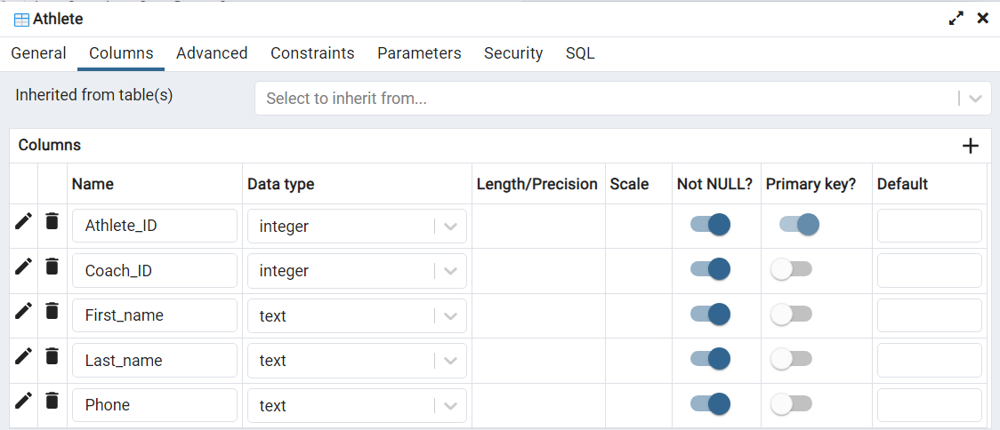 Athlete
General Columns Advanced Constraints Parameters Security SQL
Inherited from table(s) Select to inherit from...
Columns
Name Data type Length/Precision Scale Not NULL? Primary key? Default
Athlete_ID integer
Coach_ID integer
First_name text
Last_name text
Phone text